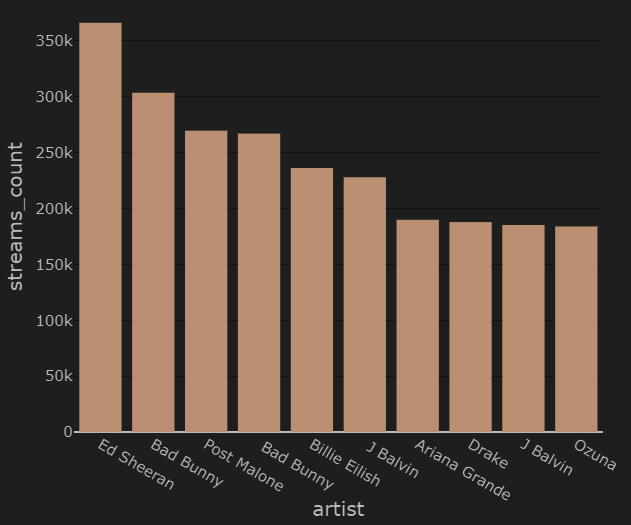 350k
300k
250k
200k
150k
100k
50k
0
streams_count
Ed Sheeran
Bad Bunny
Post Malone
Bad Bunny
Billie Eilish
J Balvin
Ariana Grande
Drake
J Balvin
Ozuna
artist